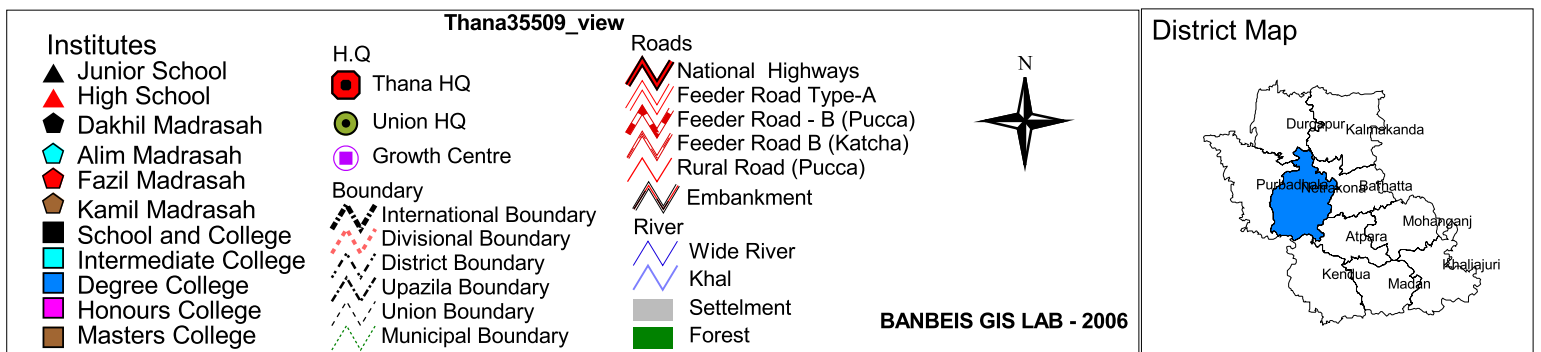 Thana35509_view
Institutes
Junior School
High School
Dakhil Madrasah
Alim Madrasah
Fazil Madrasah
Kamil Madrasah
School and College
Intermediate College
Degree College
Honours College
Masters College
H.Q
Thana HQ
Union HQ
Growth Centre
Boundary
International Boundary
Divisional Boundary
District Boundary
Upazila Boundary
Union Boundary
Municipal Boundary
Roads
National Highways
Feeder Road Type-A
Feeder Road - B (Pucca)
Feeder Road B (Katcha)
Rural Road (Pucca)
Embankment
River
Wide River
Khal
Settelment
Forest
N
BANBEIS GIS LAB - 2006
District Map
Durgapur
Kalmakanda
Purbadhala
Netrakona
Barhatta
Mohanganj
Atpara
Khaliajuri
Kendua
Madan